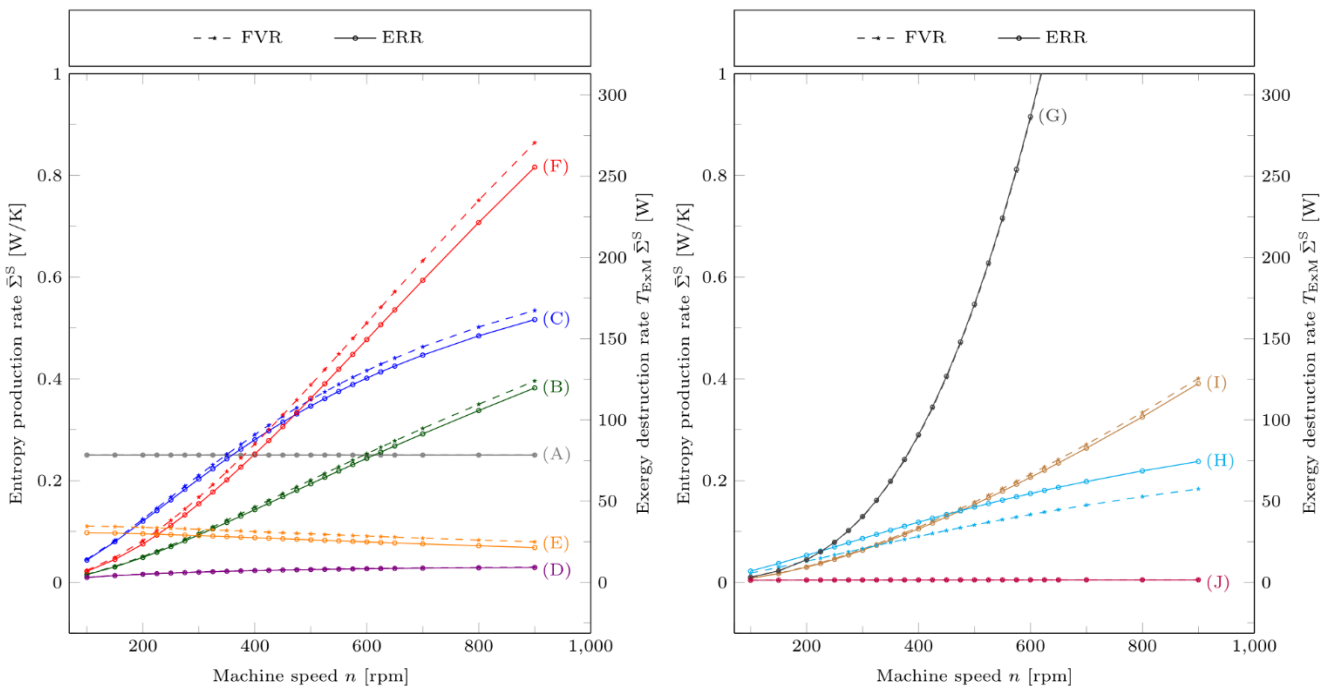 FVR ERR
1
0.8
0.6
0.4
0.2
0
300
250
200
150
100
50
0
Entropy production rate Σ̄ˢ [W/K]
Exergy destruction rate T_ExM Σ̄ˢ [W]
(F)
(C)
(B)
(A)
(E)
(D)
200 400 600 800 1,000
Machine speed n [rpm]
FVR ERR
1
0.8
0.6
0.4
0.2
0
300
250
200
150
100
50
0
Entropy production rate Σ̄ˢ [W/K]
Exergy destruction rate T_ExM Σ̄ˢ [W]
(G)
(I)
(H)
(J)
200 400 600 800 1,000
Machine speed n [rpm]